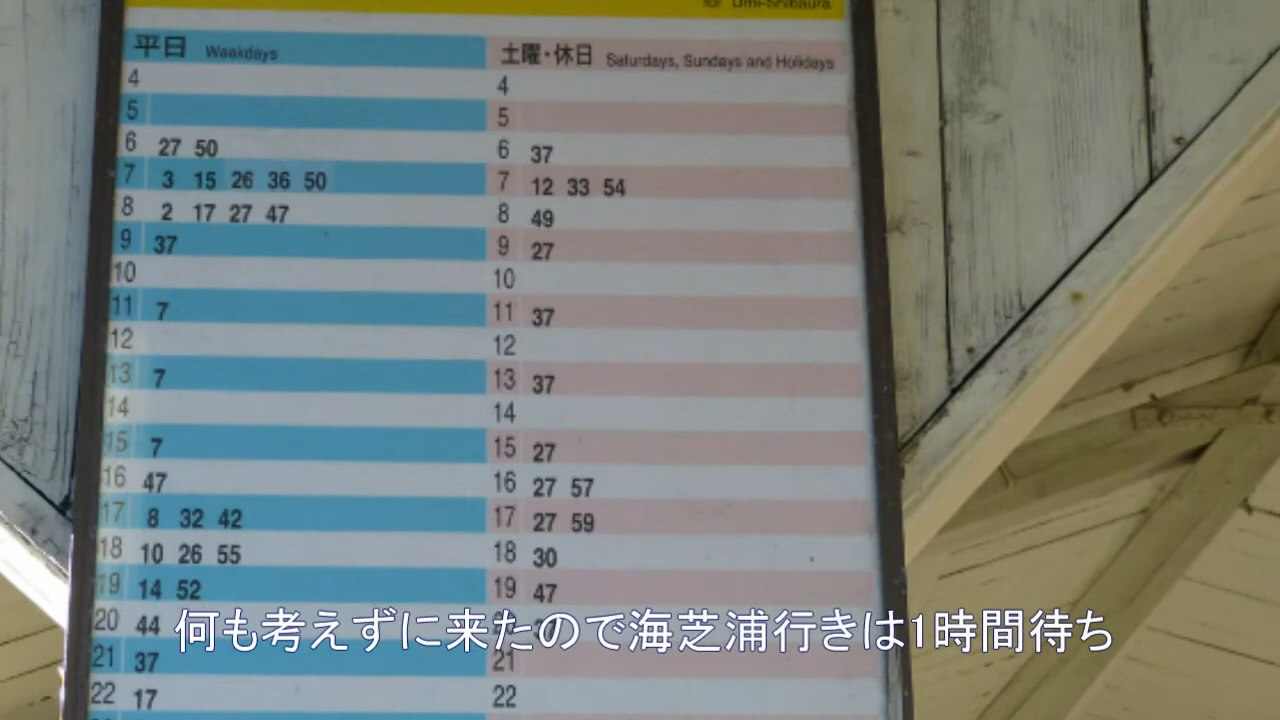 for Umi-Shibaura
平日 Weekdays 土曜・休日 Saturdays, Sundays and Holidays
4 4
5 5
6 27 50 6 37
7 3 15 26 36 50 7 12 33 54
8 2 17 27 47 8 49
9 37 9 27
10 10
11 7 11 37
12 12
13 7 13 37
14 14
15 7 15 27
16 47 16 27 57
17 8 32 42 17 27 59
18 10 26 55 18 30
19 14 52 19 47
20 44
何も考えずに来たので海芝浦行きは1時間待ち
21 37 21
22 17 22